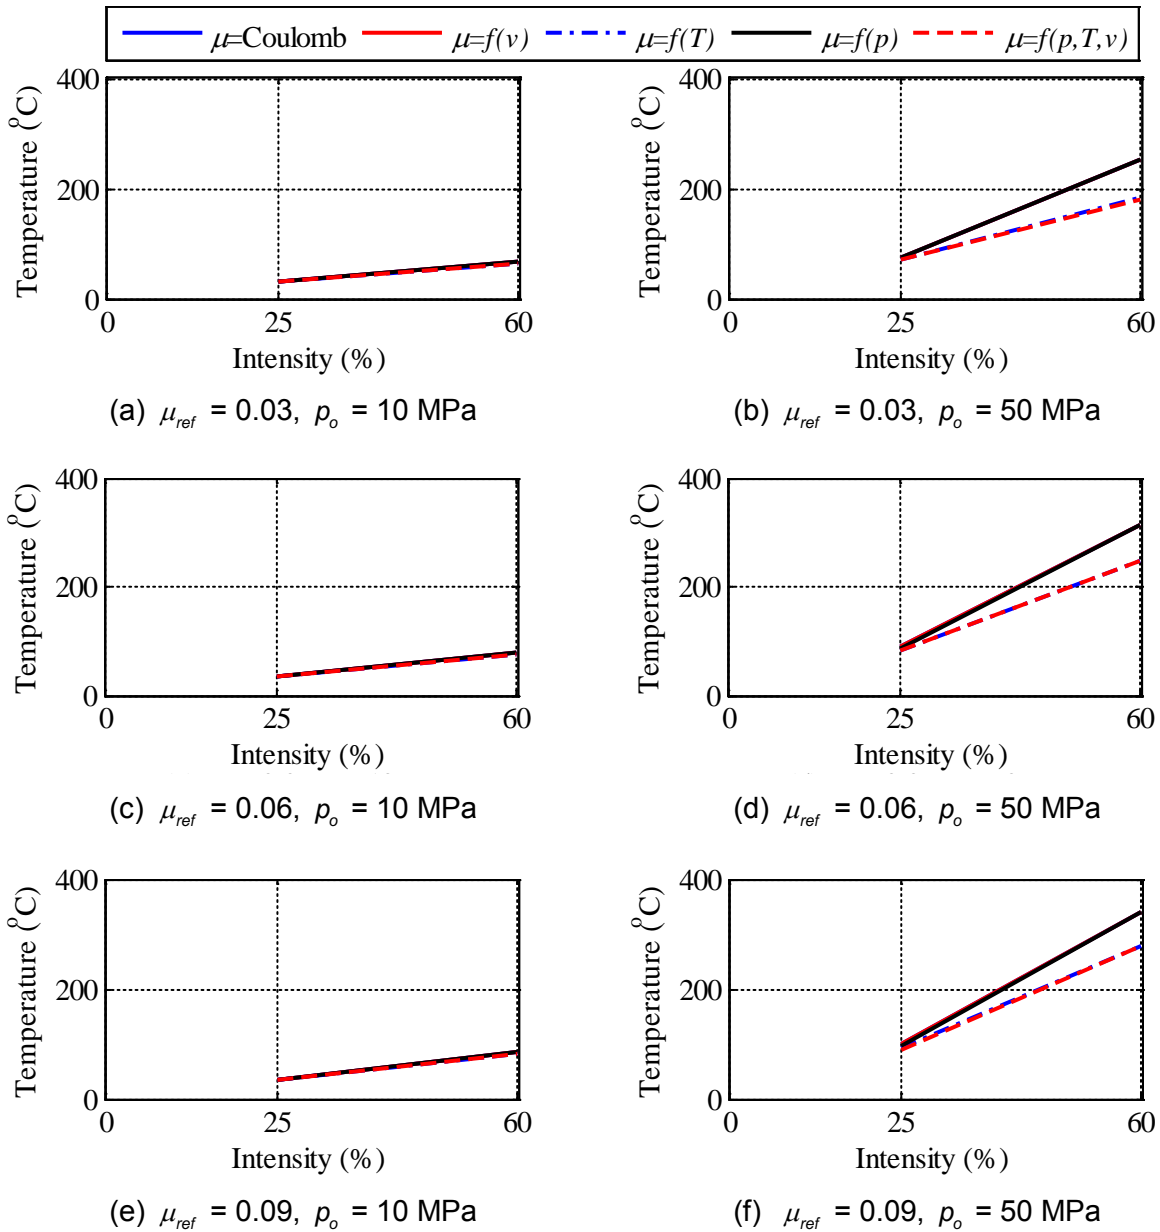 μ=Coulomb μ=f(v) μ=f(T) μ=f(p) μ=f(p,T,v)
400
200
0
0 25 60
Temperature (°C)
Intensity (%)
(a) μref = 0.03, po = 10 MPa
400
200
0
0 25 60
Temperature (°C)
Intensity (%)
(b) μref = 0.03, po = 50 MPa
400
200
0
0 25 60
Temperature (°C)
Intensity (%)
(c) μref = 0.06, po = 10 MPa
400
200
0
0 25 60
Temperature (°C)
Intensity (%)
(d) μref = 0.06, po = 50 MPa
400
200
0
0 25 60
Temperature (°C)
Intensity (%)
(e) μref = 0.09, po = 10 MPa
400
200
0
0 25 60
Temperature (°C)
Intensity (%)
(f) μref = 0.09, po = 50 MPa